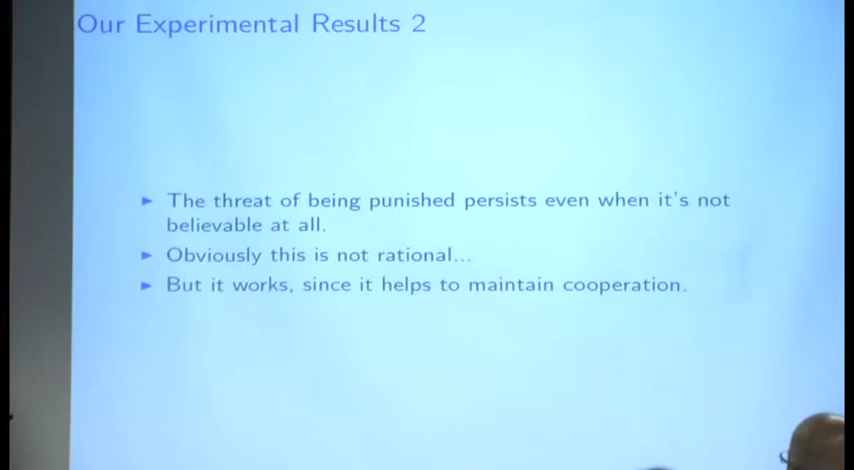 Our Experimental Results 2
► The threat of being punished persists even when it's not
believable at all.
► Obviously this is not rational...
► But it works, since it helps to maintain cooperation.